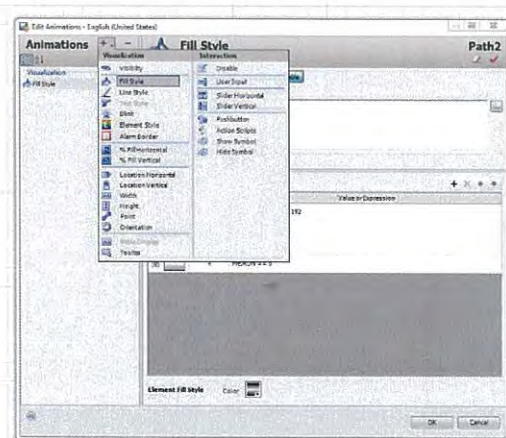 Edit Animations - English (United States)
Animations
Fill Style
Path2
Visualization
Fill Style
Visualization
Visibility
Fill Style
Line Style
Text Style
Blink
Element Style
Alarm Border
% Fill Horizontal
% Fill Vertical
Location Horizontal
Location Vertical
Width
Height
Point
Orientation
Value Display
Tooltip
Interaction
Disable
User Input
Slider Horizontal
Slider Vertical
Pushbutton
Action Scripts
Show Symbol
Hide Symbol
Value or Expression
192
Element Fill Style
Color
OK
Cancel